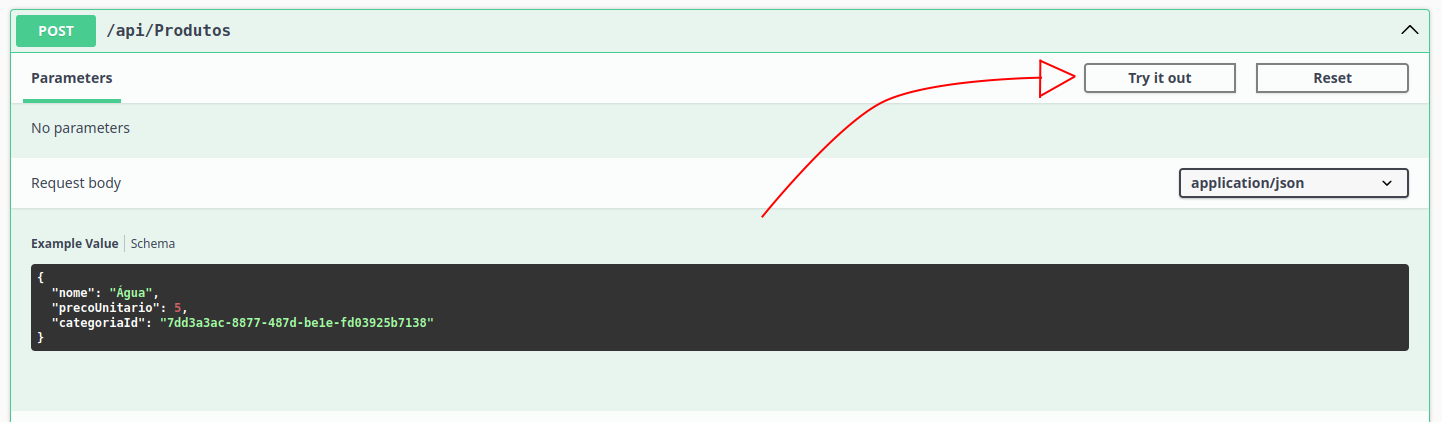 POST /api/Produtos
Parameters Try it out Reset
No parameters
Request body application/json
Example Value Schema
{
"nome": "Água",
"precoUnitario": 5,
"categoriaId": "7dd3a3ac-8877-487d-be1e-fd03925b7138"
}